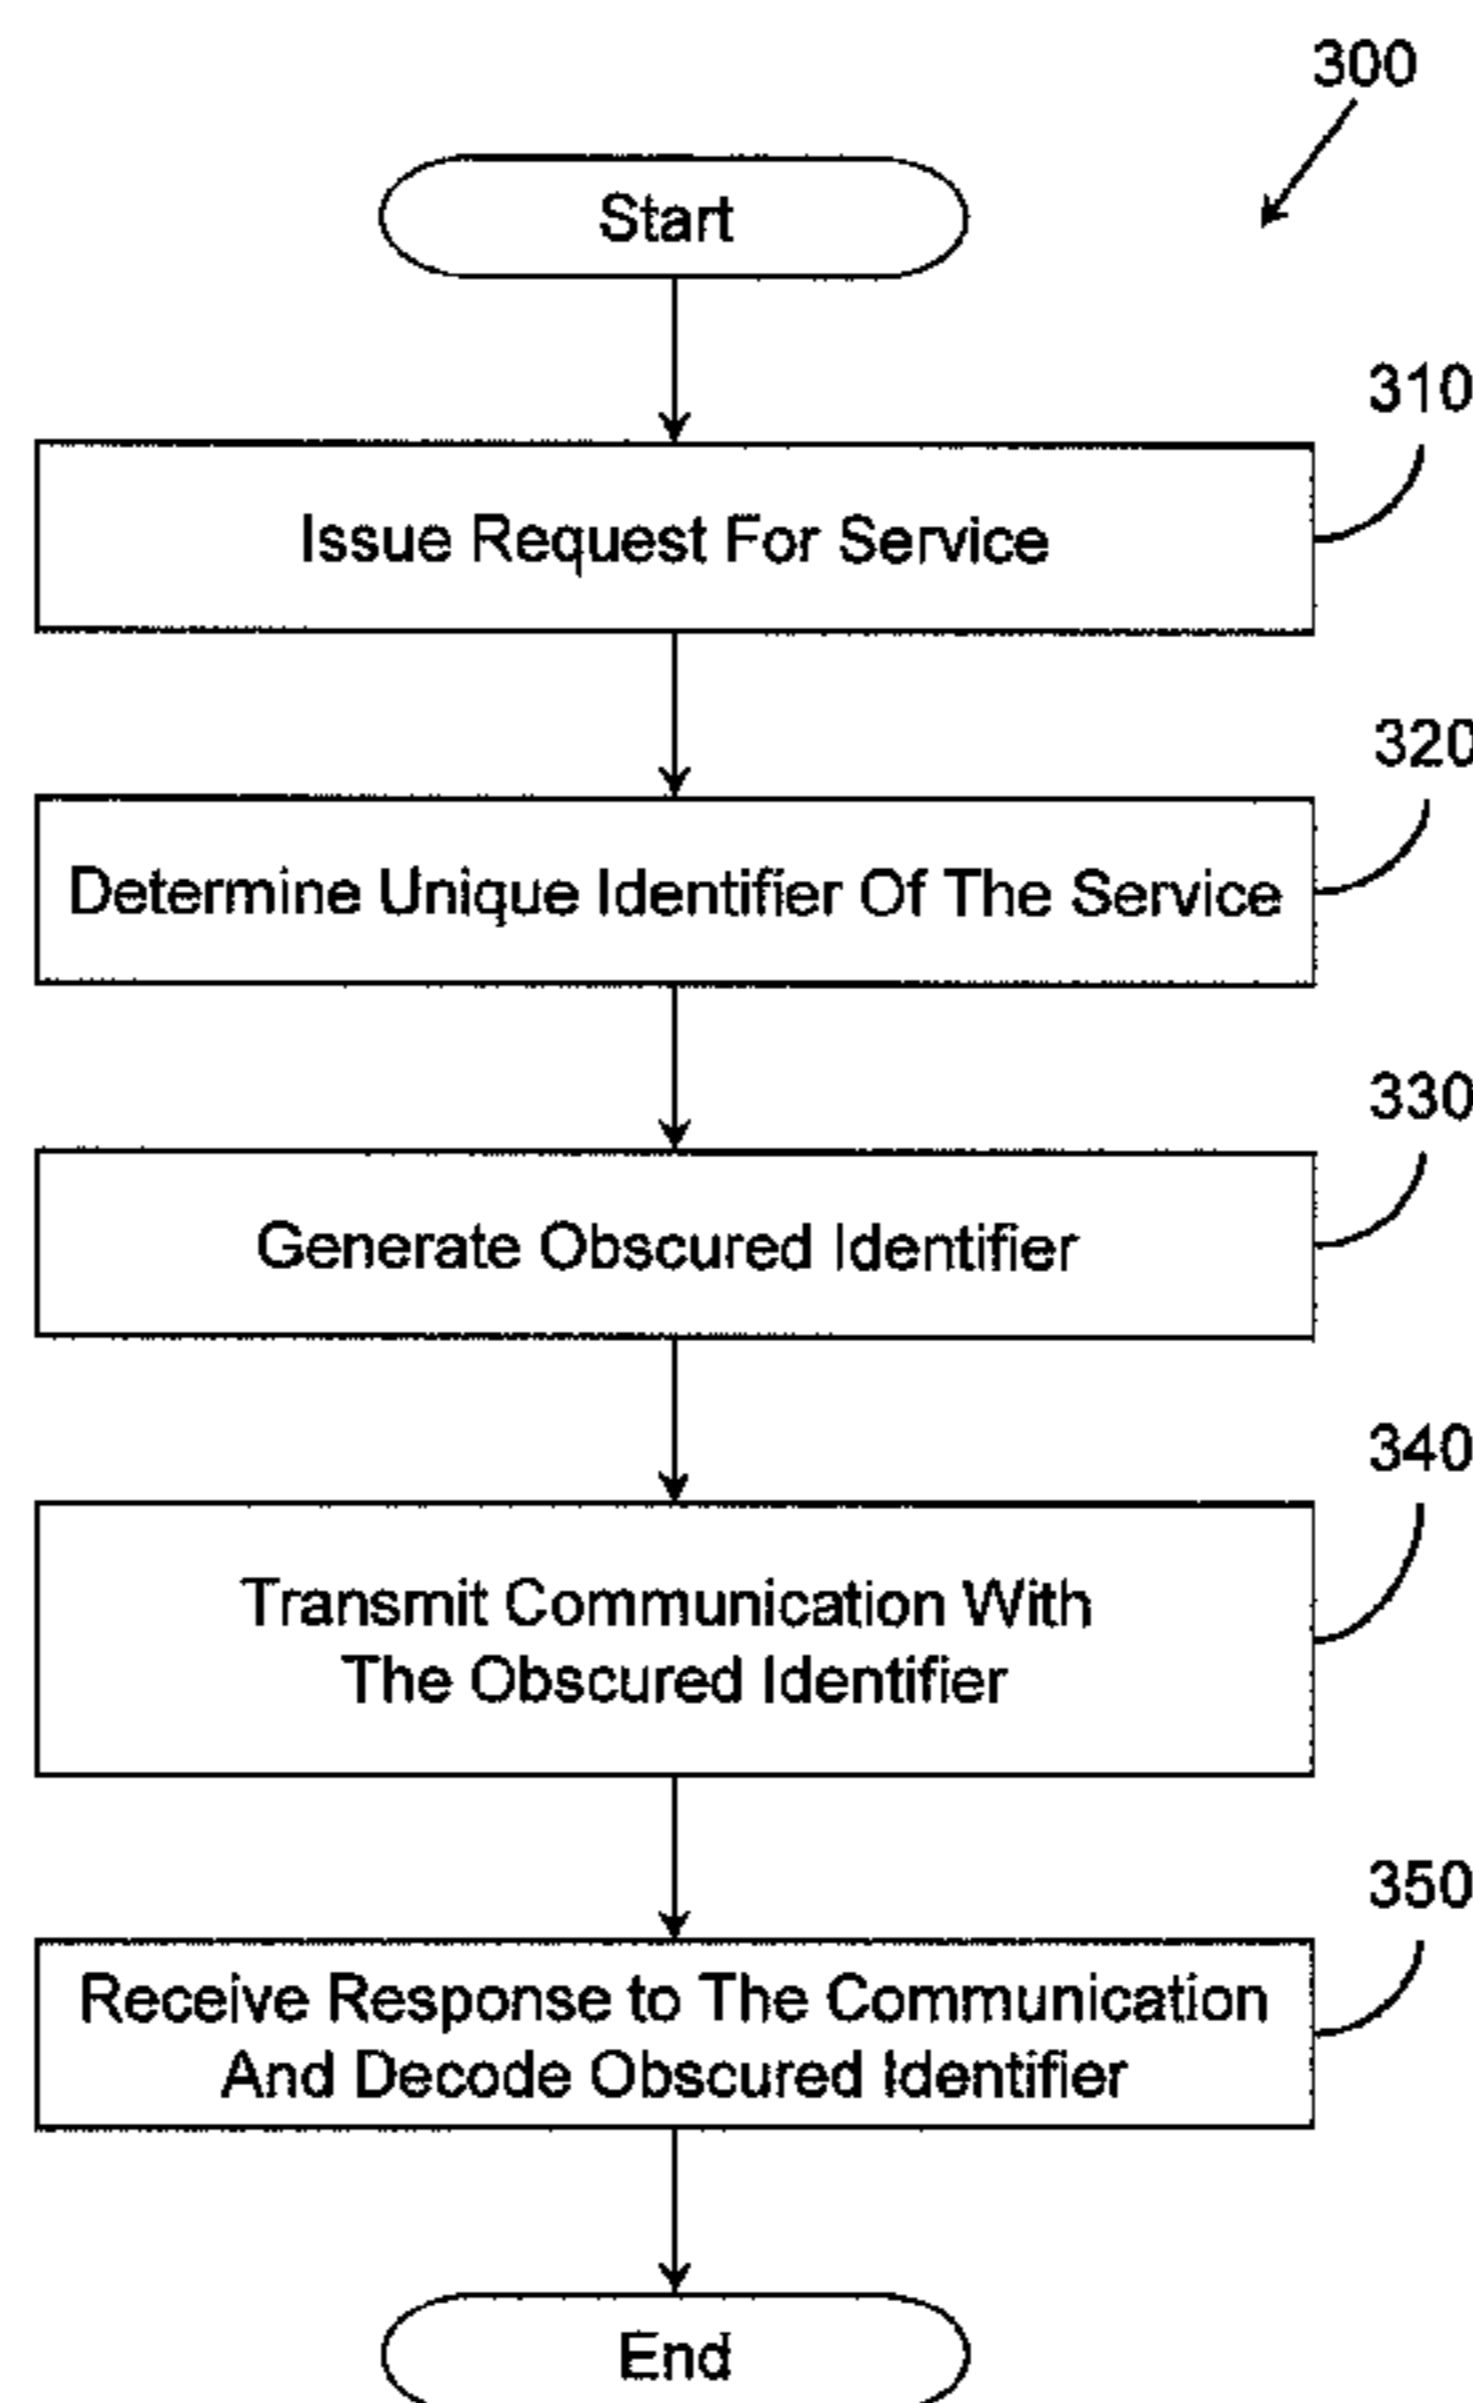 300
Start
310
Issue Request For Service
320
Determine Unique Identifier Of The Service
330
Generate Obscured Identifier
340
Transmit Communication With
The Obscured Identifier
350
Receive Response to The Communication
And Decode Obscured Identifier
End